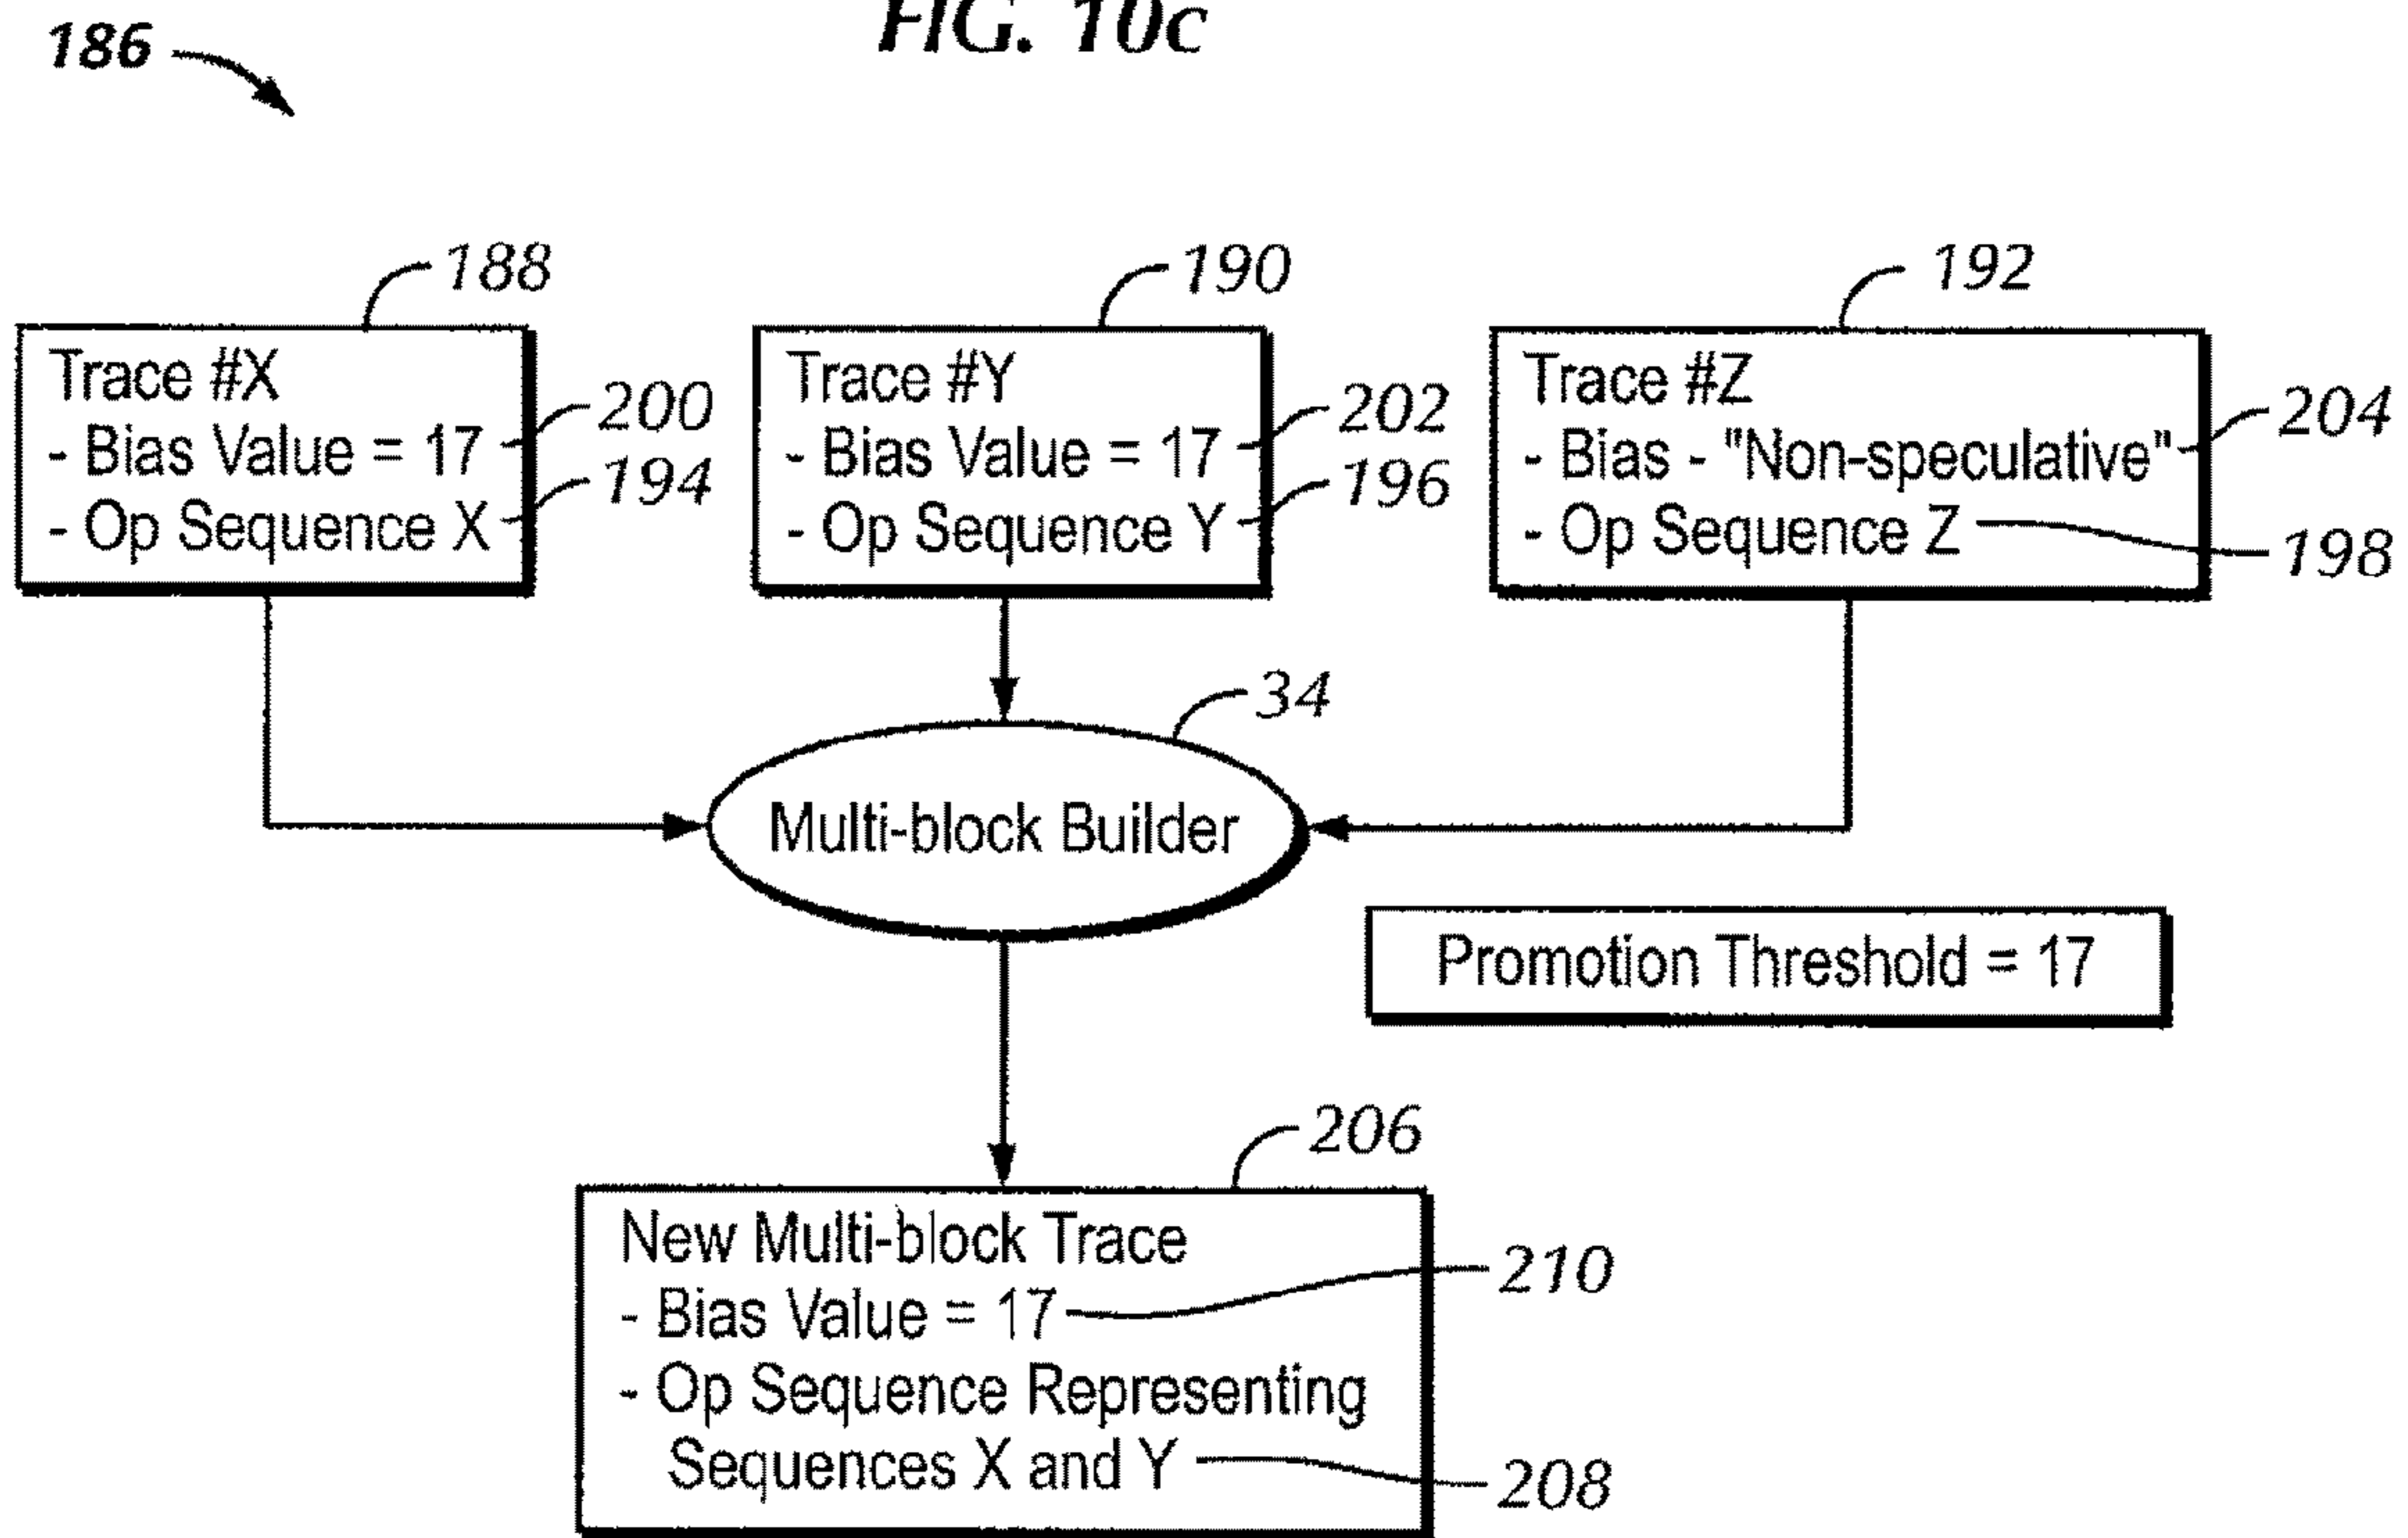 FIG. 10c
186
188
190
192
Trace #X
- Bias Value = 17
- Op Sequence X
200
194
Trace #Y
- Bias Value = 17
- Op Sequence Y
202
196
Trace #Z
- Bias - "Non-speculative"
- Op Sequence Z
204
198
34
Multi-block Builder
Promotion Threshold = 17
206
New Multi-block Trace
- Bias Value = 17
- Op Sequence Representing
Sequences X and Y
210
208